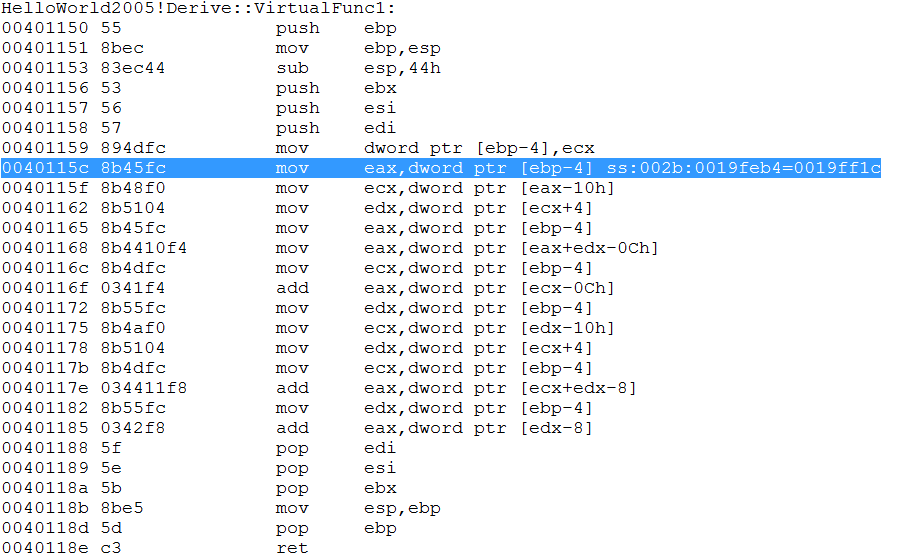 HelloWorld2005!Derive::VirtualFunc1:
00401150 55 push ebp
00401151 8bec mov ebp,esp
00401153 83ec44 sub esp,44h
00401156 53 push ebx
00401157 56 push esi
00401158 57 push edi
00401159 894dfc mov dword ptr [ebp-4],ecx
0040115c 8b45fc mov eax,dword ptr [ebp-4] ss:002b:0019feb4=0019ff1c
0040115f 8b48f0 mov ecx,dword ptr [eax-10h]
00401162 8b5104 mov edx,dword ptr [ecx+4]
00401165 8b45fc mov eax,dword ptr [ebp-4]
00401168 8b4410f4 mov eax,dword ptr [eax+edx-0Ch]
0040116c 8b4dfc mov ecx,dword ptr [ebp-4]
0040116f 0341f4 add eax,dword ptr [ecx-0Ch]
00401172 8b55fc mov edx,dword ptr [ebp-4]
00401175 8b4af0 mov ecx,dword ptr [edx-10h]
00401178 8b5104 mov edx,dword ptr [ecx+4]
0040117b 8b4dfc mov ecx,dword ptr [ebp-4]
0040117e 034411f8 add eax,dword ptr [ecx+edx-8]
00401182 8b55fc mov edx,dword ptr [ebp-4]
00401185 0342f8 add eax,dword ptr [edx-8]
00401188 5f pop edi
00401189 5e pop esi
0040118a 5b pop ebx
0040118b 8be5 mov esp,ebp
0040118d 5d pop ebp
0040118e c3 ret